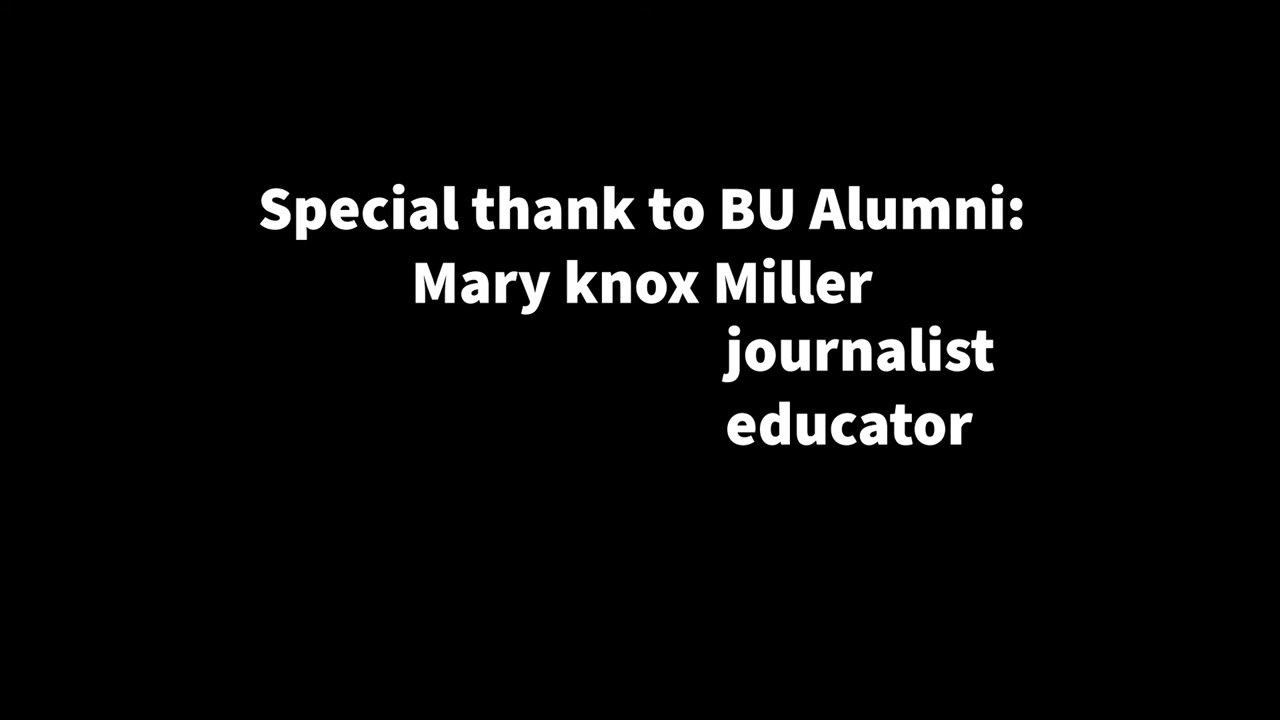 Special thank to BU Alumni:
Mary knox Miller
journalist
educator